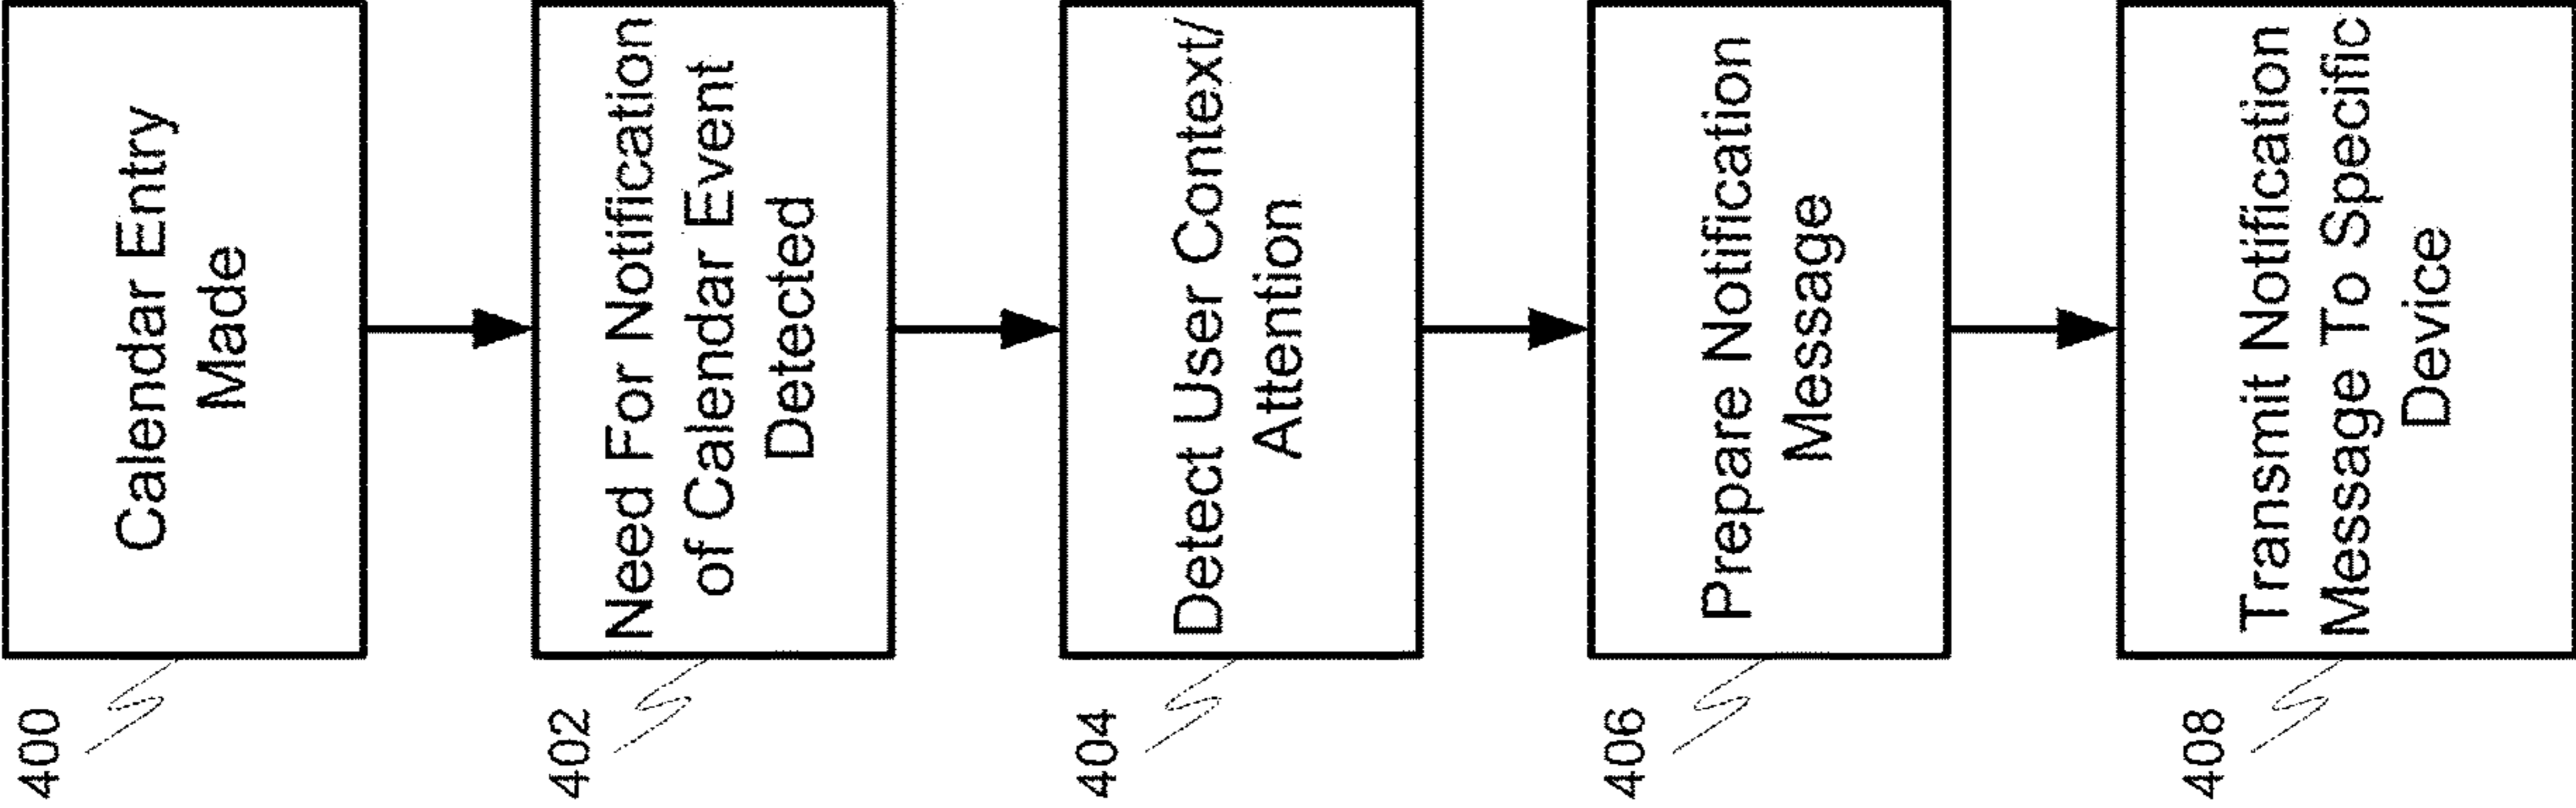 400
Calendar Entry
Made
402
Need For Notification
of Calendar Event
Detected
404
Detect User Context/
Attention
406
Prepare Notification
Message
408
Transmit Notification
Message To Specific
Device